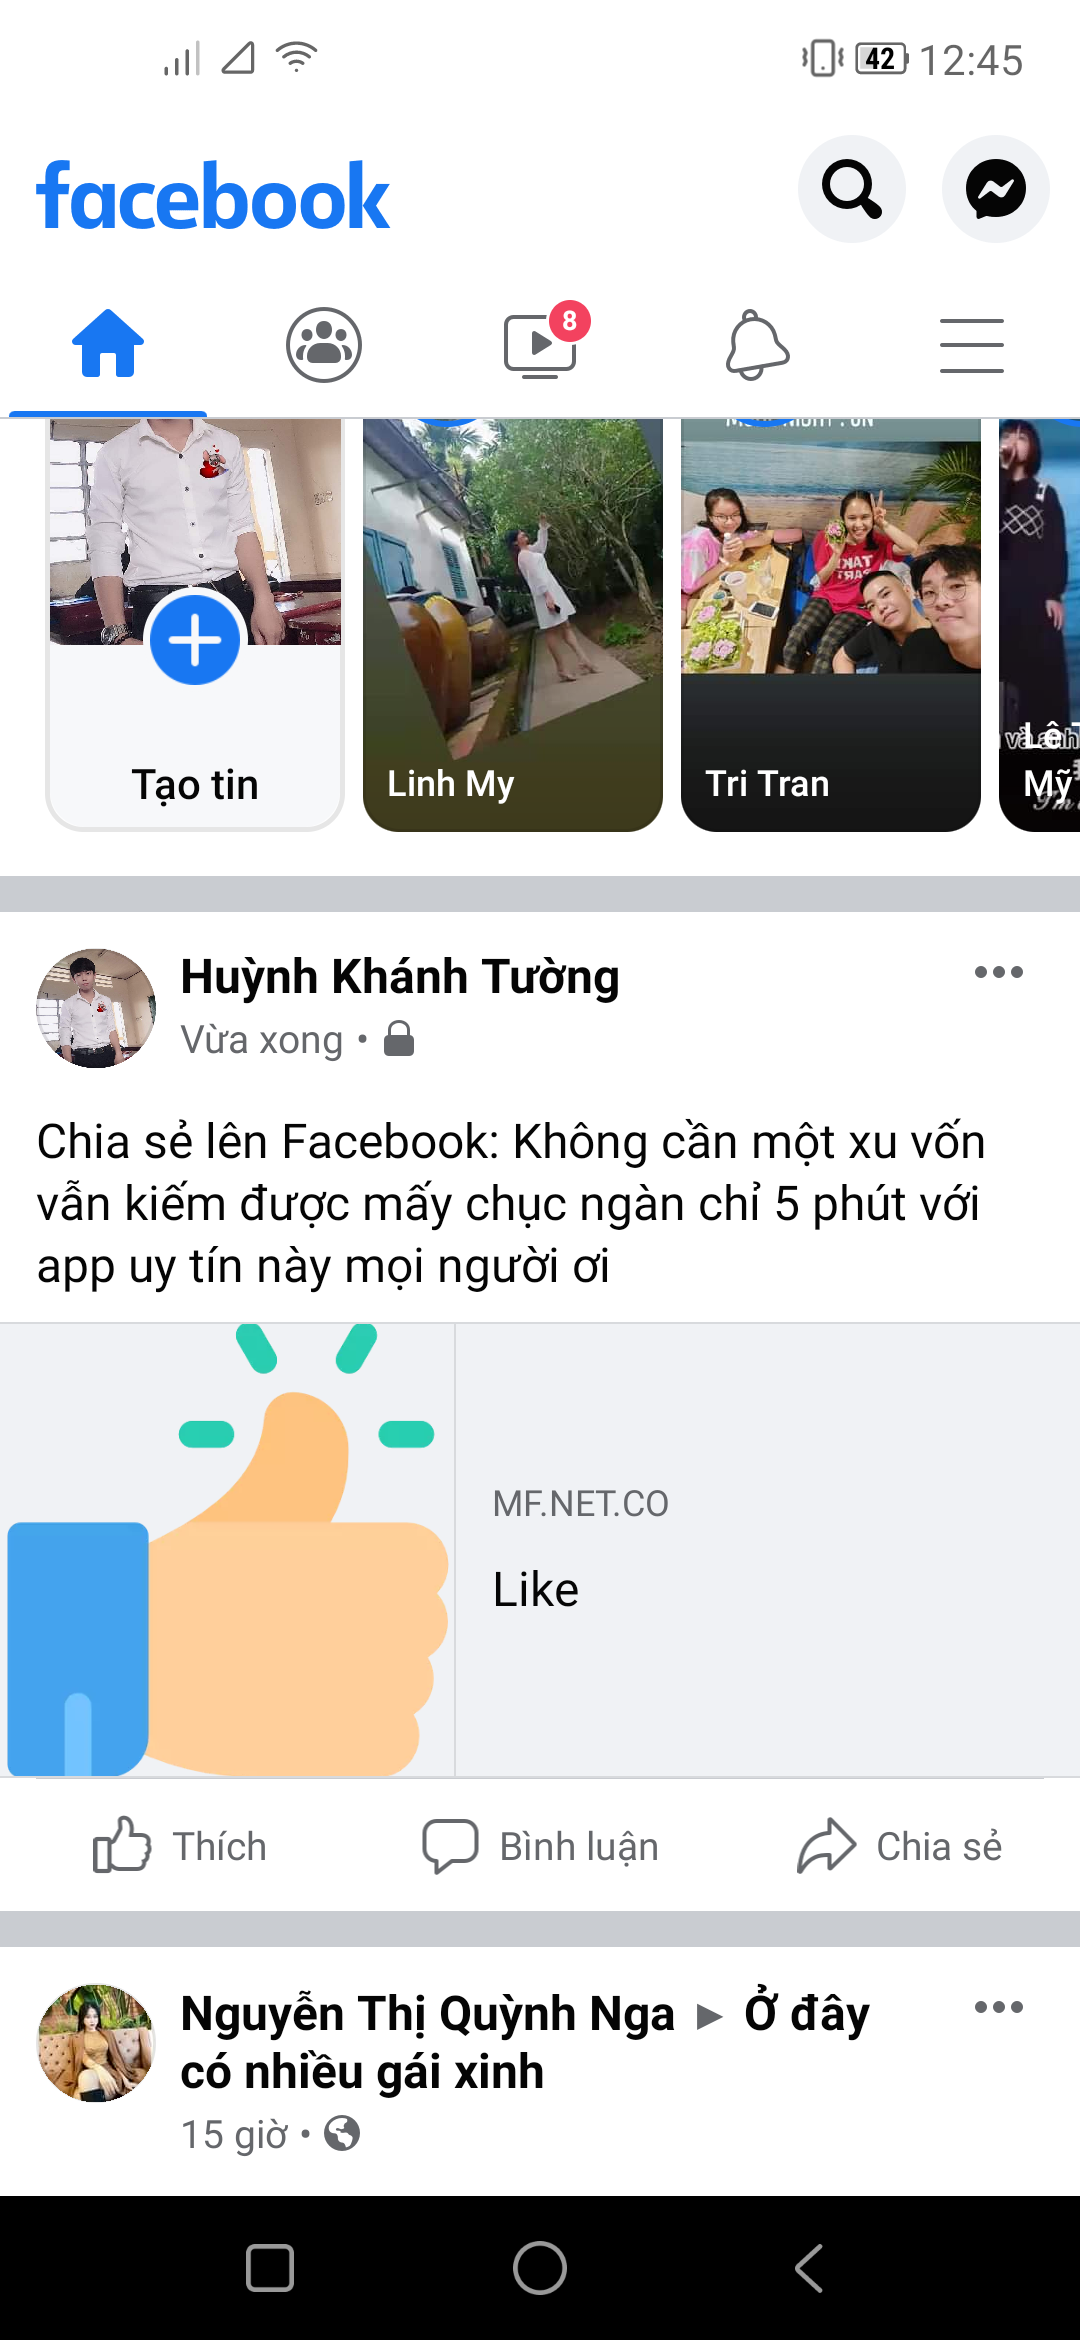 42 12:45
facebook
8
Tạo tin
Linh My
Tri Tran
Lê T
Mỹ
Huỳnh Khánh Tường
Vừa xong •
Chia sẻ lên Facebook: Không cần một xu vốn
vẫn kiếm được mấy chục ngàn chỉ 5 phút với
app uy tín này mọi người ơi
MF.NET.CO
Like
Thích
Bình luận
Chia sẻ
Nguyễn Thị Quỳnh Nga ▸ Ở đây
có nhiều gái xinh
15 giờ •